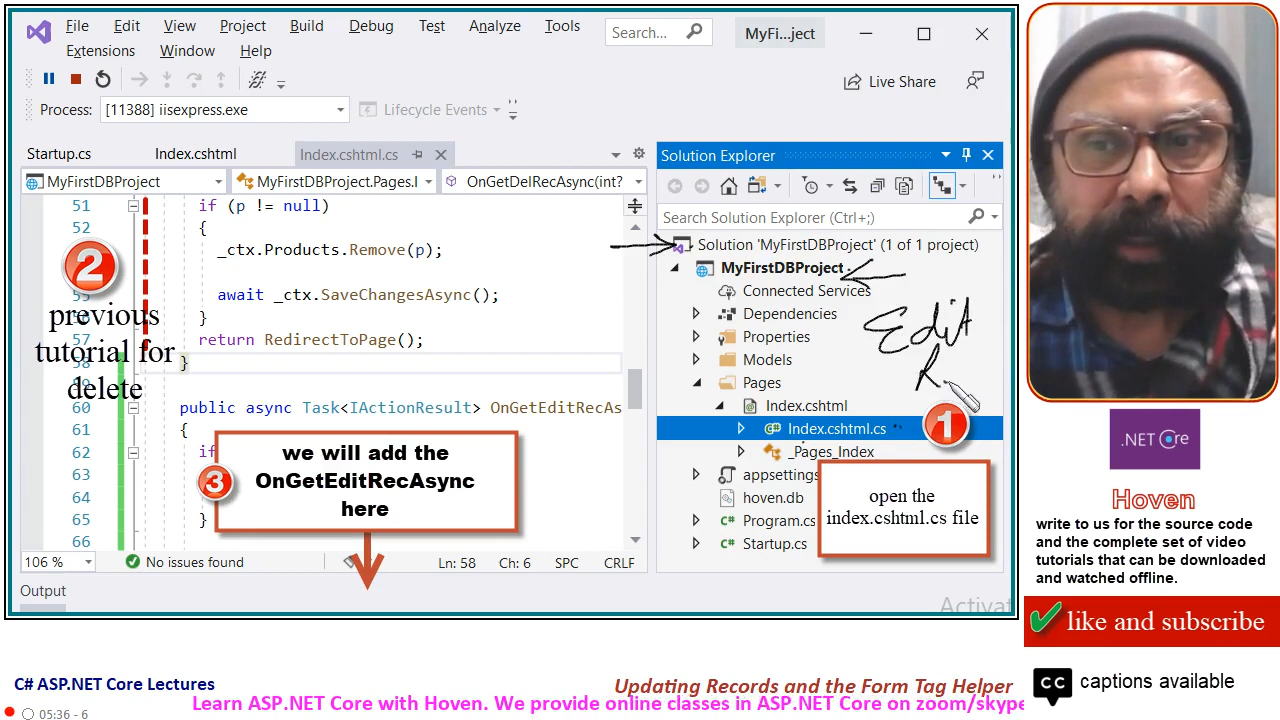 File Edit View Project Build Debug Test Analyze Tools Search... MyFi...ject
Extensions Window Help
Live Share
Process: [11388] iisexpress.exe Lifecycle Events
Startup.cs Index.cshtml Index.cshtml.cs
MyFirstDBProject MyFirstDBProject.Pages.I OnGetDelRecAsync(int?
51 if (p != null)
52 {
_ctx.Products.Remove(p);
55 await _ctx.SaveChangesAsync();
56 }
57 return RedirectToPage();
58 }
59
60 public async Task<IActionResult> OnGetEditRecAs
61 {
62 if
63
64
65 }
66
2
previous
tutorial for
delete
3
we will add the
OnGetEditRecAsync
here
106 % No issues found Ln: 58 Ch: 6 SPC CRLF
Output
Solution Explorer
Search Solution Explorer (Ctrl+;)
Solution 'MyFirstDBProject' (1 of 1 project)
MyFirstDBProject
Connected Services
Dependencies
Properties
Models
Pages
Index.cshtml
Index.cshtml.cs
_Pages_Index
appsettings
hoven.db
Program.cs
Startup.cs
Edit
R
1
open the
index.cshtml.cs file
Activat
.NET Core
Hoven
write to us for the source code
and the complete set of video
tutorials that can be downloaded
and watched offline.
like and subscribe
CC captions available
C# ASP.NET Core Lectures
Updating Records and the Form Tag Helper
Learn ASP.NET Core with Hoven. We provide online classes in ASP.NET Core on zoom/skype
05:36 - 6